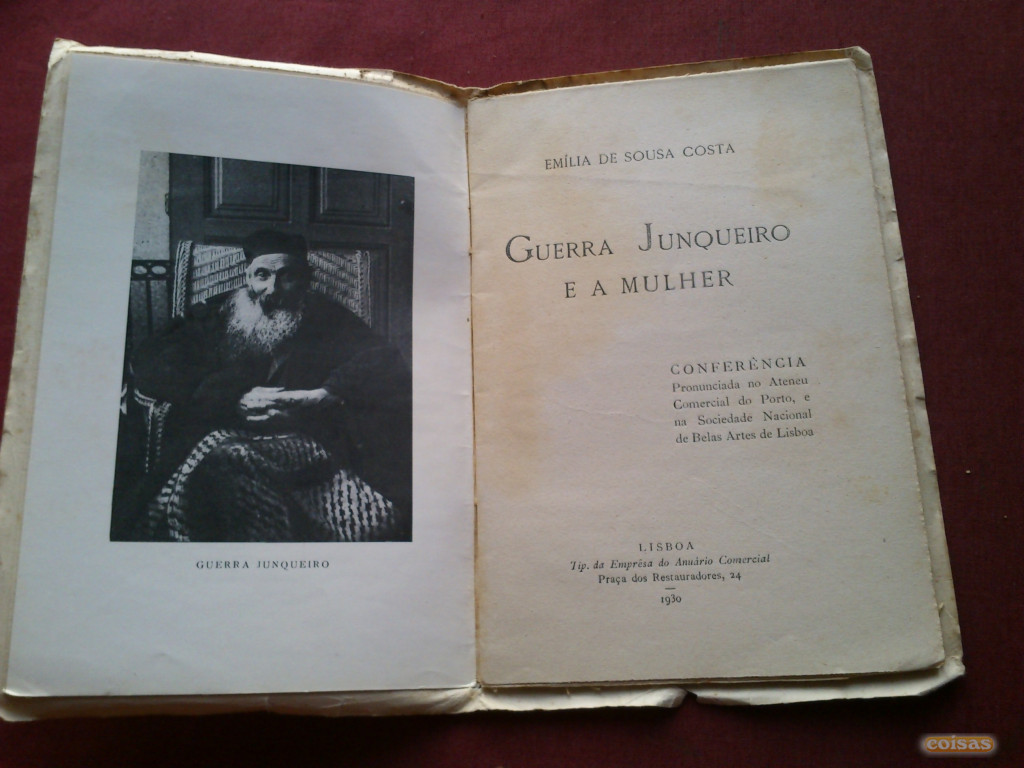 GUERRA JUNQUEIRO
EMÍLIA DE SOUSA COSTA
GUERRA JUNQUEIRO
E A MULHER
CONFERÊNCIA
Pronunciada no Ateneu
Comercial do Porto, e
na Sociedade Nacional
de Belas Artes de Lisboa
LISBOA
Tip. da Emprêsa do Anuário Comercial
Praça dos Restauradores, 24
1930
coisas